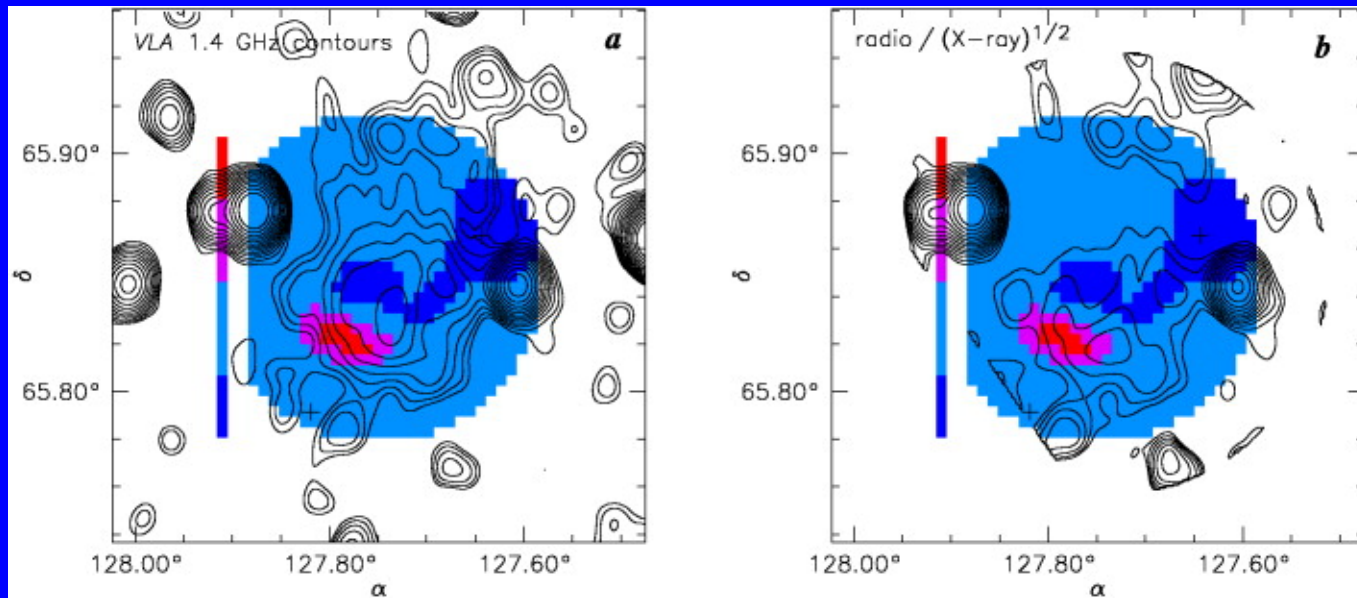 VLA 1.4 GHz contours
a
65.90°
65.80°
δ
128.00° 127.80° 127.60°
α
radio / (X-ray)1/2
b
65.90°
65.80°
δ
128.00° 127.80° 127.60°
α